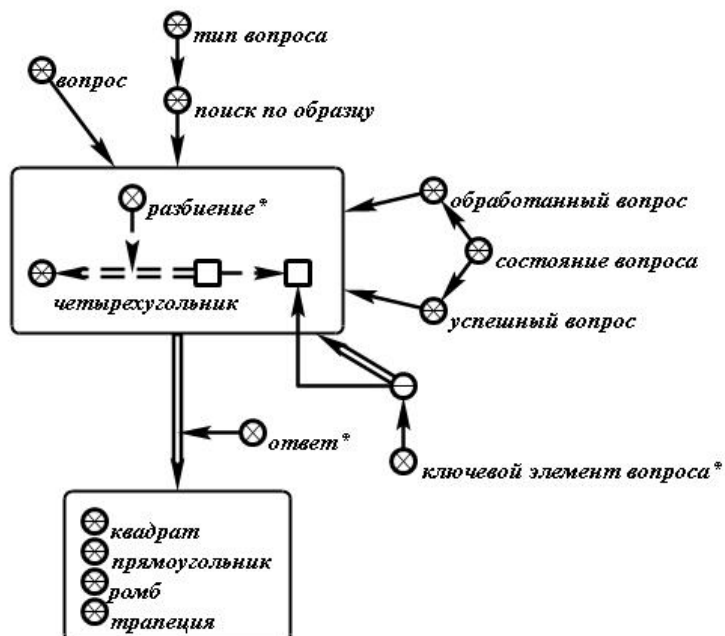 тип вопроса
вопрос
поиск по образцу
разбиение*
обработанный вопрос
состояние вопроса
четырехугольник
успешный вопрос
ответ*
ключевой элемент вопроса*
квадрат
прямоугольник
ромб
трапеция